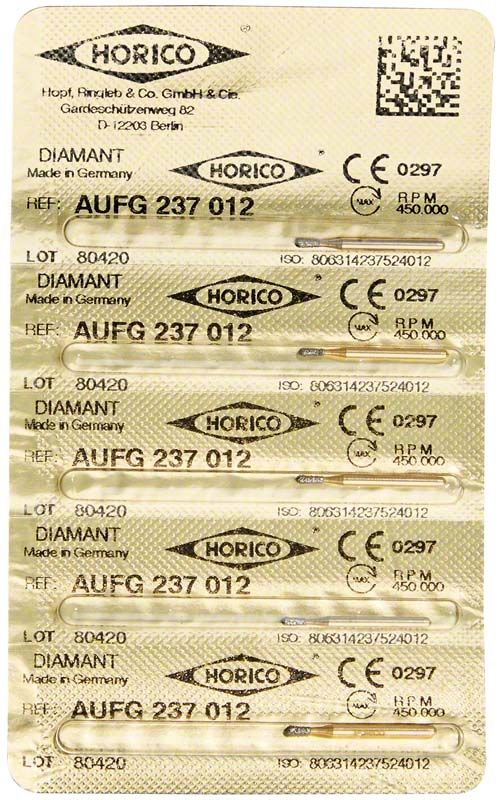 HORICO
Hopf, Ringleb & Co. GmbH & Cie.
Gardeschützenweg 82
D-12203 Berlin
DIAMANT HORICO ® CE 0297
Made in Germany
REF: AUFG 237 012 MAX RPM 450.000
LOT 80420 ISO: 806314237524012
DIAMANT HORICO ® CE 0297
Made in Germany
REF: AUFG 237 012 MAX RPM 450.000
LOT 80420 ISO: 806314237524012
DIAMANT HORICO ® CE 0297
Made in Germany
REF: AUFG 237 012 MAX RPM 450.000
LOT 80420 ISO: 806314237524012
DIAMANT HORICO ® CE 0297
Made in Germany
REF: AUFG 237 012 MAX RPM 450.000
LOT 80420 ISO: 806314237524012
DIAMANT HORICO ® CE 0297
Made in Germany
REF: AUFG 237 012 MAX RPM 450.000
LOT 80420 ISO: 806314237524012